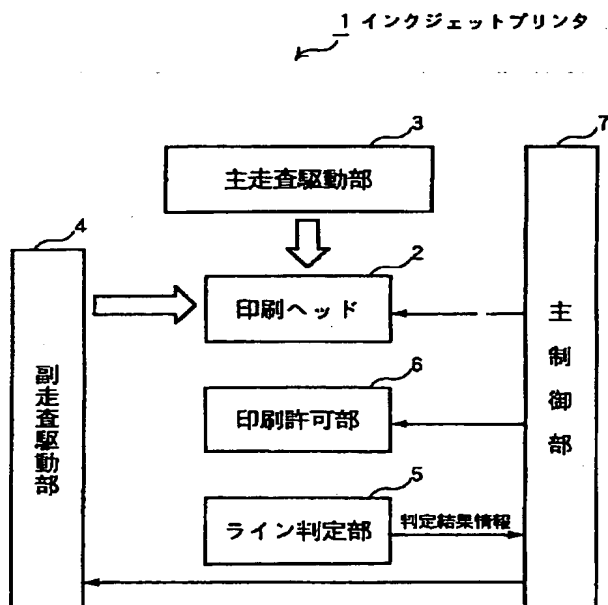 1 インクジェットプリンタ
3
7
主走査駆動部
4
2
印刷ヘッド
主制御部
6
副走査駆動部
印刷許可部
5
ライン判定部
判定結果情報